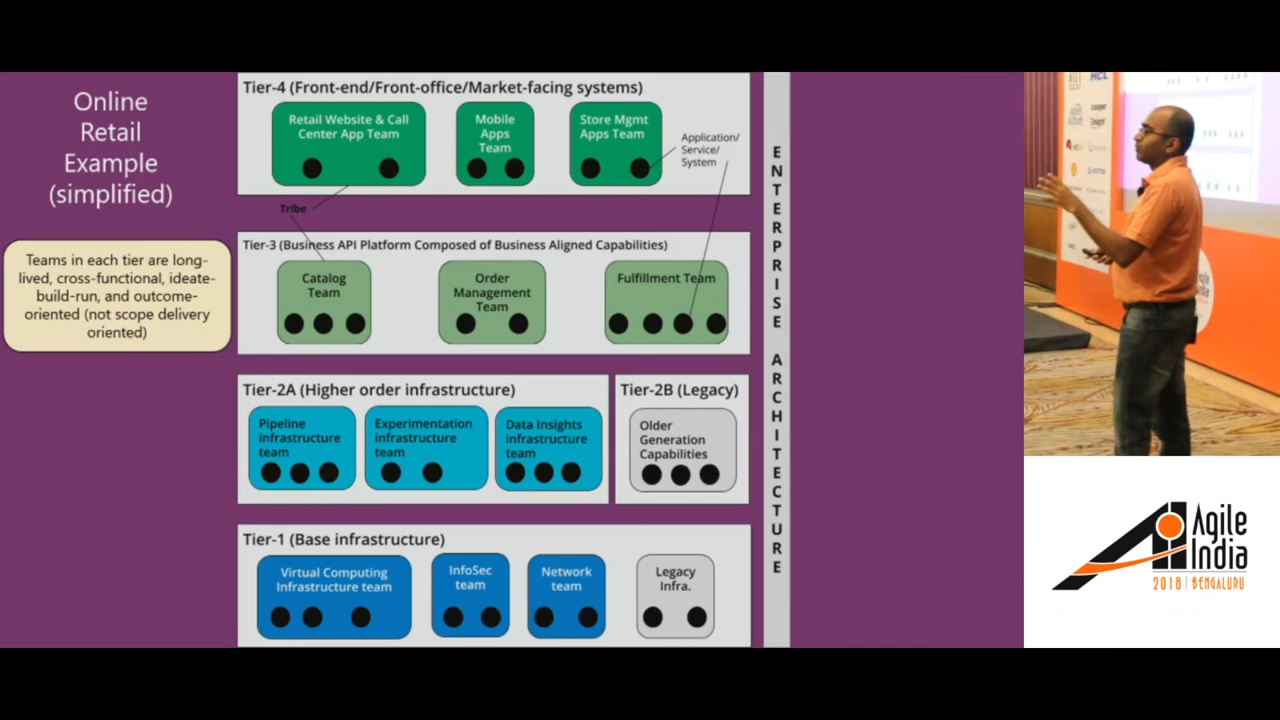 Online
Retail
Example
(simplified)
Teams in each tier are long-
lived, cross-functional, ideate-
build-run, and outcome-
oriented (not scope delivery
oriented)
Tier-4 (Front-end/Front-office/Market-facing systems)
Retail Website & Call
Center App Team
Mobile
Apps
Team
Store Mgmt
Apps Team
Application/
Service/
System
Tribe
Tier-3 (Business API Platform Composed of Business Aligned Capabilities)
Catalog
Team
Order
Management
Team
Fulfillment Team
Tier-2A (Higher order infrastructure)
Pipeline
infrastructure
team
Experimentation
infrastructure
team
Data Insights
infrastructure
team
Tier-2B (Legacy)
Older
Generation
Capabilities
Tier-1 (Base infrastructure)
Virtual Computing
Infrastructure team
InfoSec
team
Network
team
Legacy
Infra.
ENTERPRISE ARCHITECTURE
HCL
Agile
India
2018 | BENGALURU